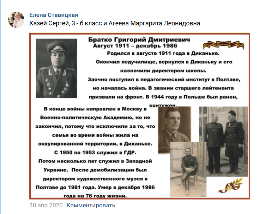 Елена Ставицкая
Казей Сергей, 3 - б класс и Агеева Маргарита Леонидовна
Братко Григорий Дмитриевич
Август 1911 – декабрь 1986
Родился в августе 1911 года в Диканьке.
Окончил педучилище, вернулся в Диканьку и его
назначили директором школы.
Заочно поступил в педагогический институт в Полтаве,
но началась война. В звании старшего лейтенанта
призвали на фронт. В 1944 году в Польше был ранен,
контужен.
В конце войны направлен в Москву в
Военно-политическую Академию, но не
закончил, потому что исключили за то, что
семья во время войны жила на
оккупированной территории, в Диканьке.
С 1950 по 1953 служил в ГДР.
Потом несколько лет служил в Западной
Украине. После демобилизации был
директором художественного музея в
Полтаве до 1981 года. Умер в декабре 1986
года на 76 году жизни.
30 апр 2020 Комментировать